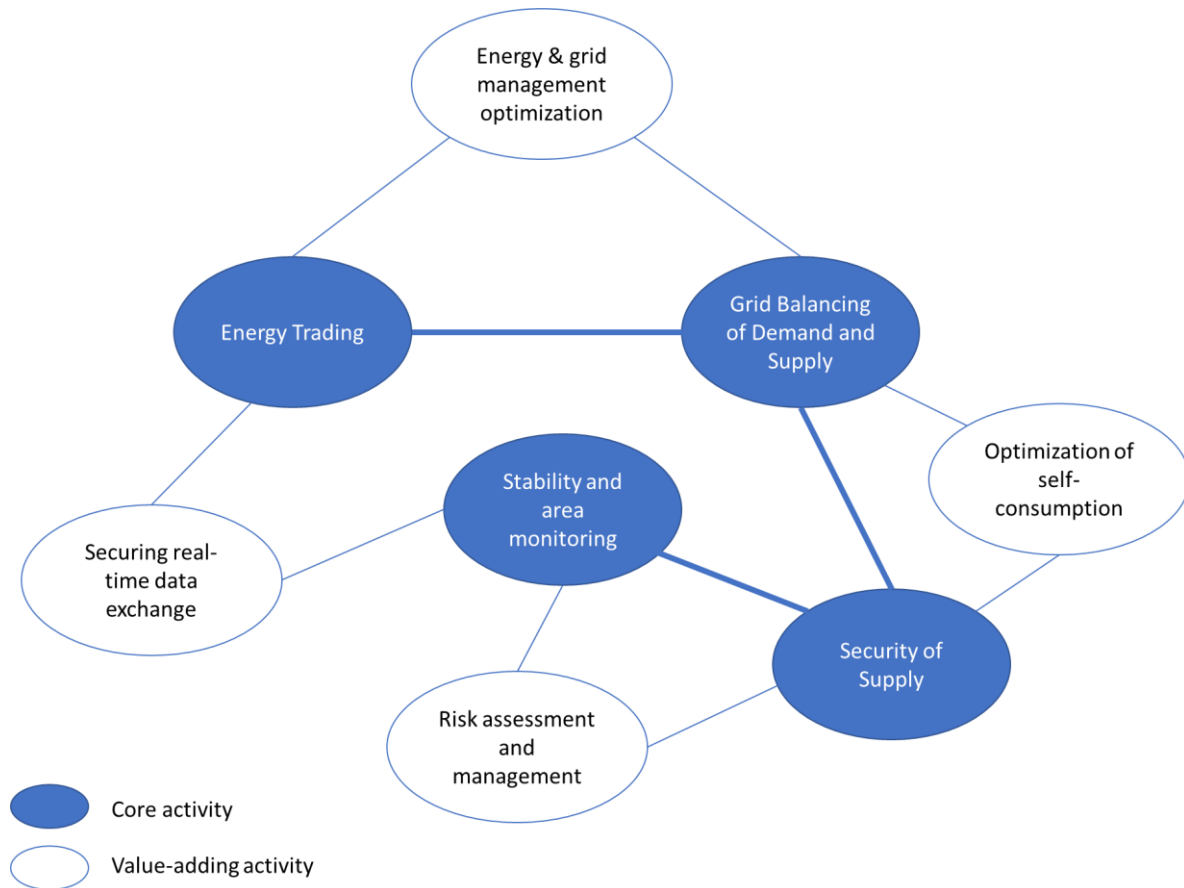 Energy & grid
management
optimization
Energy Trading
Grid Balancing
of Demand and
Supply
Stability and
area
monitoring
Optimization of
self-
consumption
Securing real-
time data
exchange
Security of
Supply
Risk assessment
and
management
Core activity
Value-adding activity